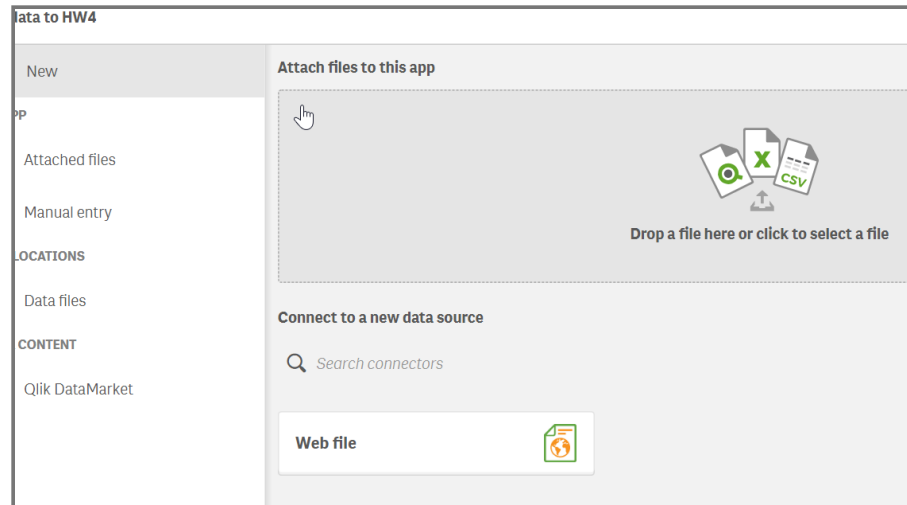 data to HW4
New
Attach files to this app
PP
Attached files
Manual entry
Drop a file here or click to select a file
LOCATIONS
Data files
Connect to a new data source
CONTENT
Search connectors
Qlik DataMarket
Web file
X
CSV